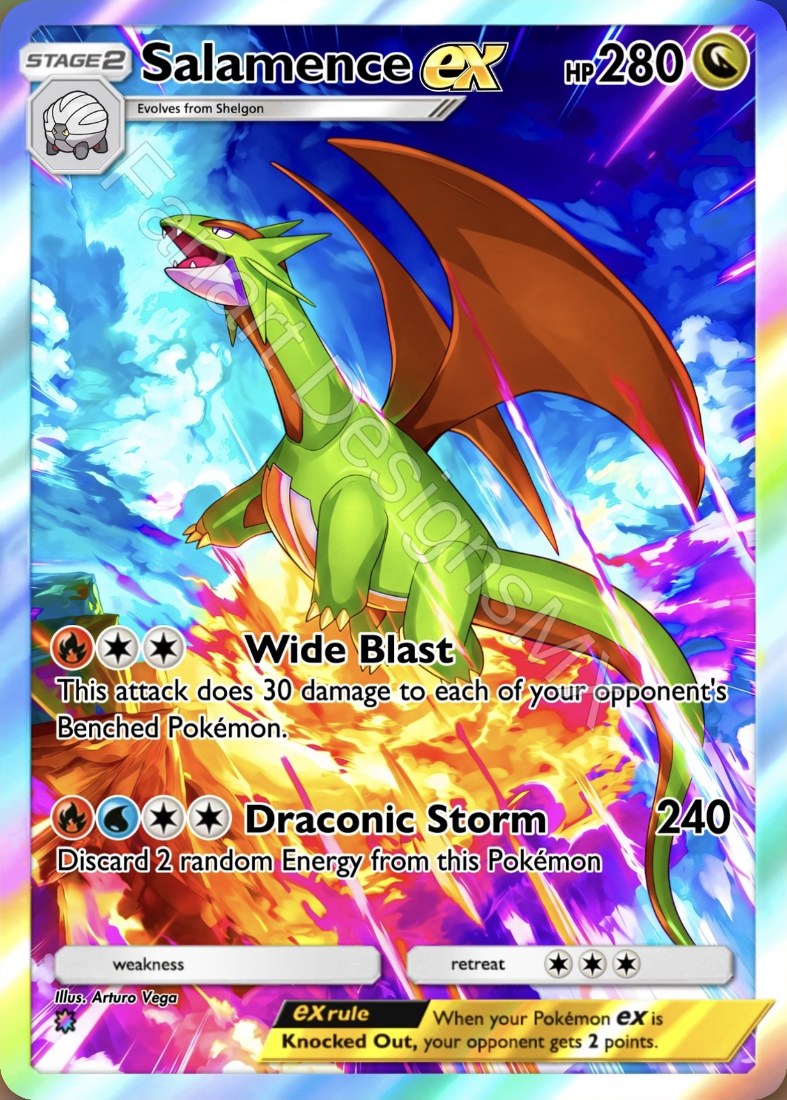 STAGE2 Salamence ex HP 280
Evolves from Shelgon
Fanart DesignsMX
Wide Blast
This attack does 30 damage to each of your opponent's
Benched Pokémon.
Draconic Storm 240
Discard 2 random Energy from this Pokémon
weakness retreat
Illus. Arturo Vega
ex rule When your Pokémon ex is
Knocked Out, your opponent gets 2 points.